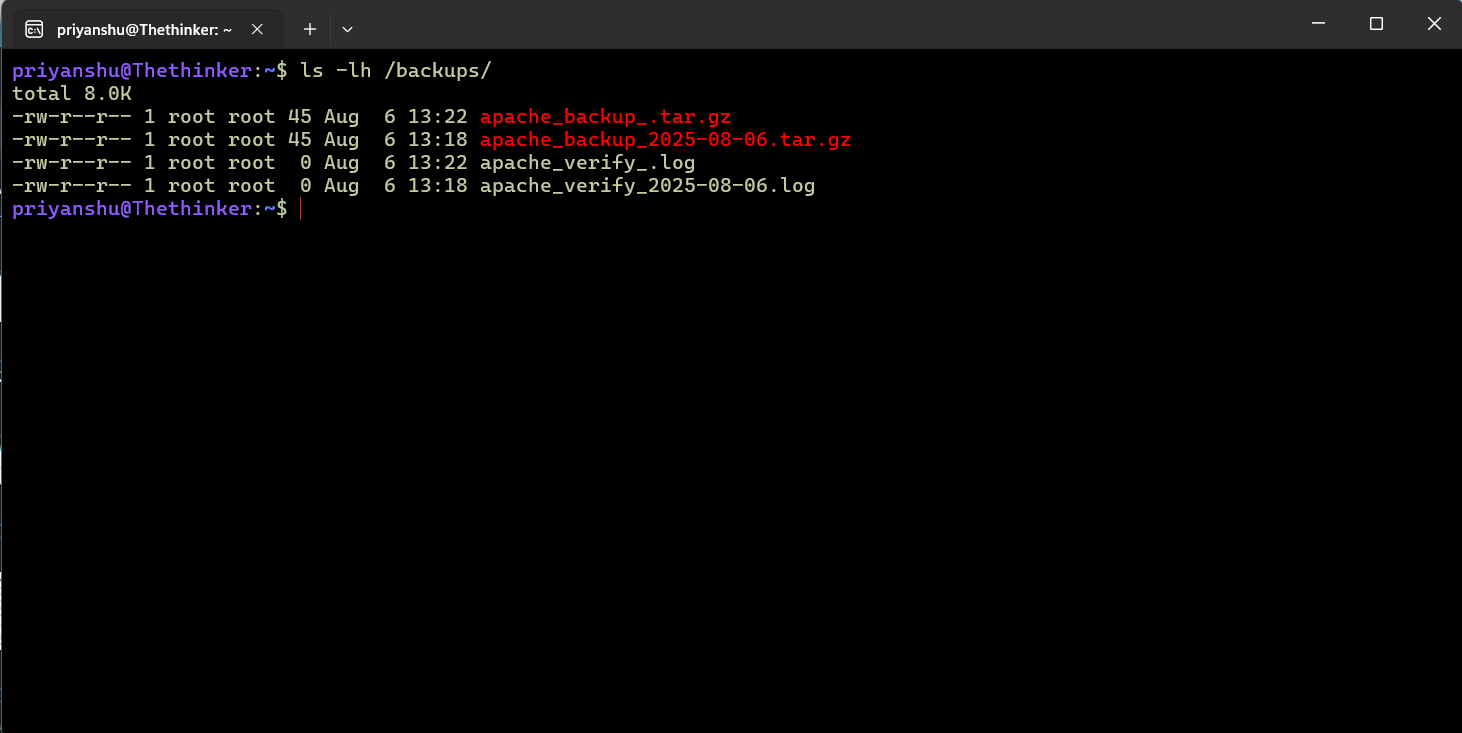 priyanshu@Thethinker: ~
priyanshu@Thethinker:~$ ls -lh /backups/
total 8.0K
-rw-r--r-- 1 root root 45 Aug  6 13:22 apache_backup_.tar.gz
-rw-r--r-- 1 root root 45 Aug  6 13:18 apache_backup_2025-08-06.tar.gz
-rw-r--r-- 1 root root  0 Aug  6 13:22 apache_verify_.log
-rw-r--r-- 1 root root  0 Aug  6 13:18 apache_verify_2025-08-06.log
priyanshu@Thethinker:~$